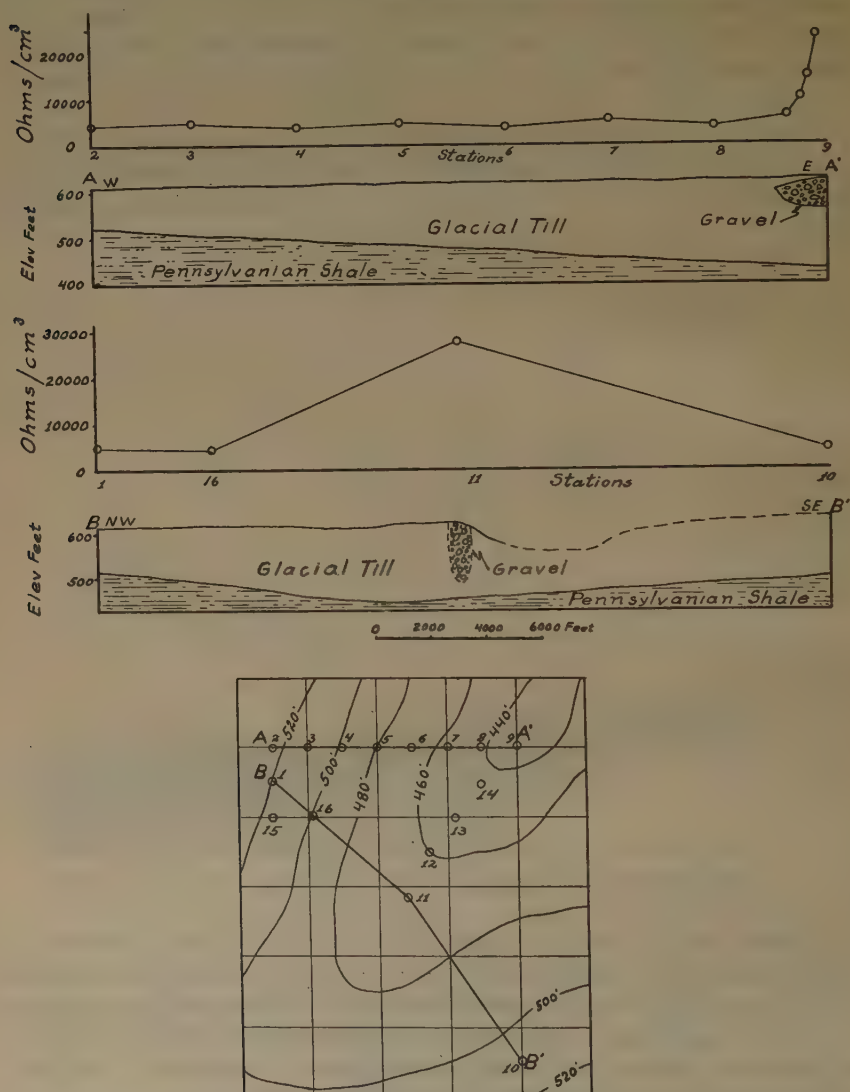 Ohms/cm³
20000
10000
0
2 3 4 5 6 7 8 9
Stations
A W E A'
Elev Feet
600
500
400
Glacial Till
Gravel
Pennsylvanian Shale
Ohms/cm³
30000
20000
10000
0
1 16 11 10
Stations
B NW SE B'
Elev Feet
600
500
Glacial Till
Gravel
Pennsylvanian Shale
0 2000 4000 6000 Feet
A 2 520' 3 4 5 6 7 8 440' 9 A'
B 1 500' 480' 460' 14
15 16 13
12
11
500'
10 B'
520'